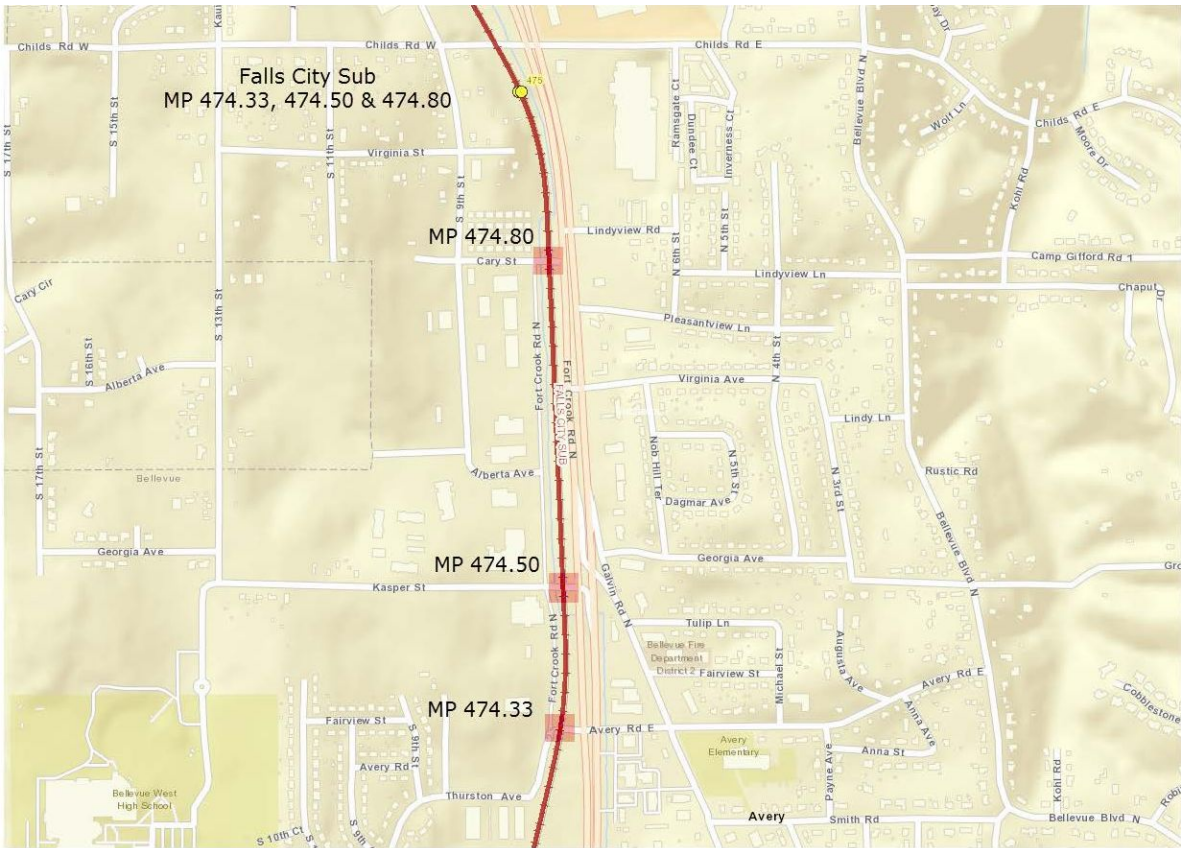 Childs Rd W
Childs Rd W
Childs Rd E
Falls City Sub
MP 474.33, 474.50 & 474.80
475
S 17th St
S 15th St
S 11th St
Virginia St
S 9th St
Ramsgate Ct
Dundee Ct
Inverness Ct
Bellevue Blvd N
Wolf Ln
Childs Rd E
Moore Dr
Kohl Rd
MP 474.80
Cary St
Lindyview Rd
N 6th St
N 5th St
Lindyview Ln
Camp Gifford Rd 1
Chaput Dr
Cary Cir
S 13th St
S 16th St
Alberta Ave
Fort Crook Rd N
Fort Crook Rd N
FALLS CITY SUB
Pleasantview Ln
N 4th St
Virginia Ave
Lindy Ln
S 17th St
Bellevue
Alberta Ave
Nob Hill Ter
N 5th St
Dagmar Ave
N 3rd St
Rustic Rd
Bellevue Blvd N
Georgia Ave
MP 474.50
Kasper St
Georgia Ave
Galvin Rd N
Tulip Ln
Bellevue Fire
Department
District 2
Fairview St
Michael St
Augusta Ave
Avery Rd E
Anna Ave
Cobblestone
Fort Crook Rd N
MP 474.33
Avery Rd E
Fairview St
S 9th St
Avery Rd
Avery
Elementary
Payne Ave
Anna St
Kohl Rd
Bellevue West
High School
Thurston Ave
S 10th Ct
S 9th St
Avery
Smith Rd
Bellevue Blvd N